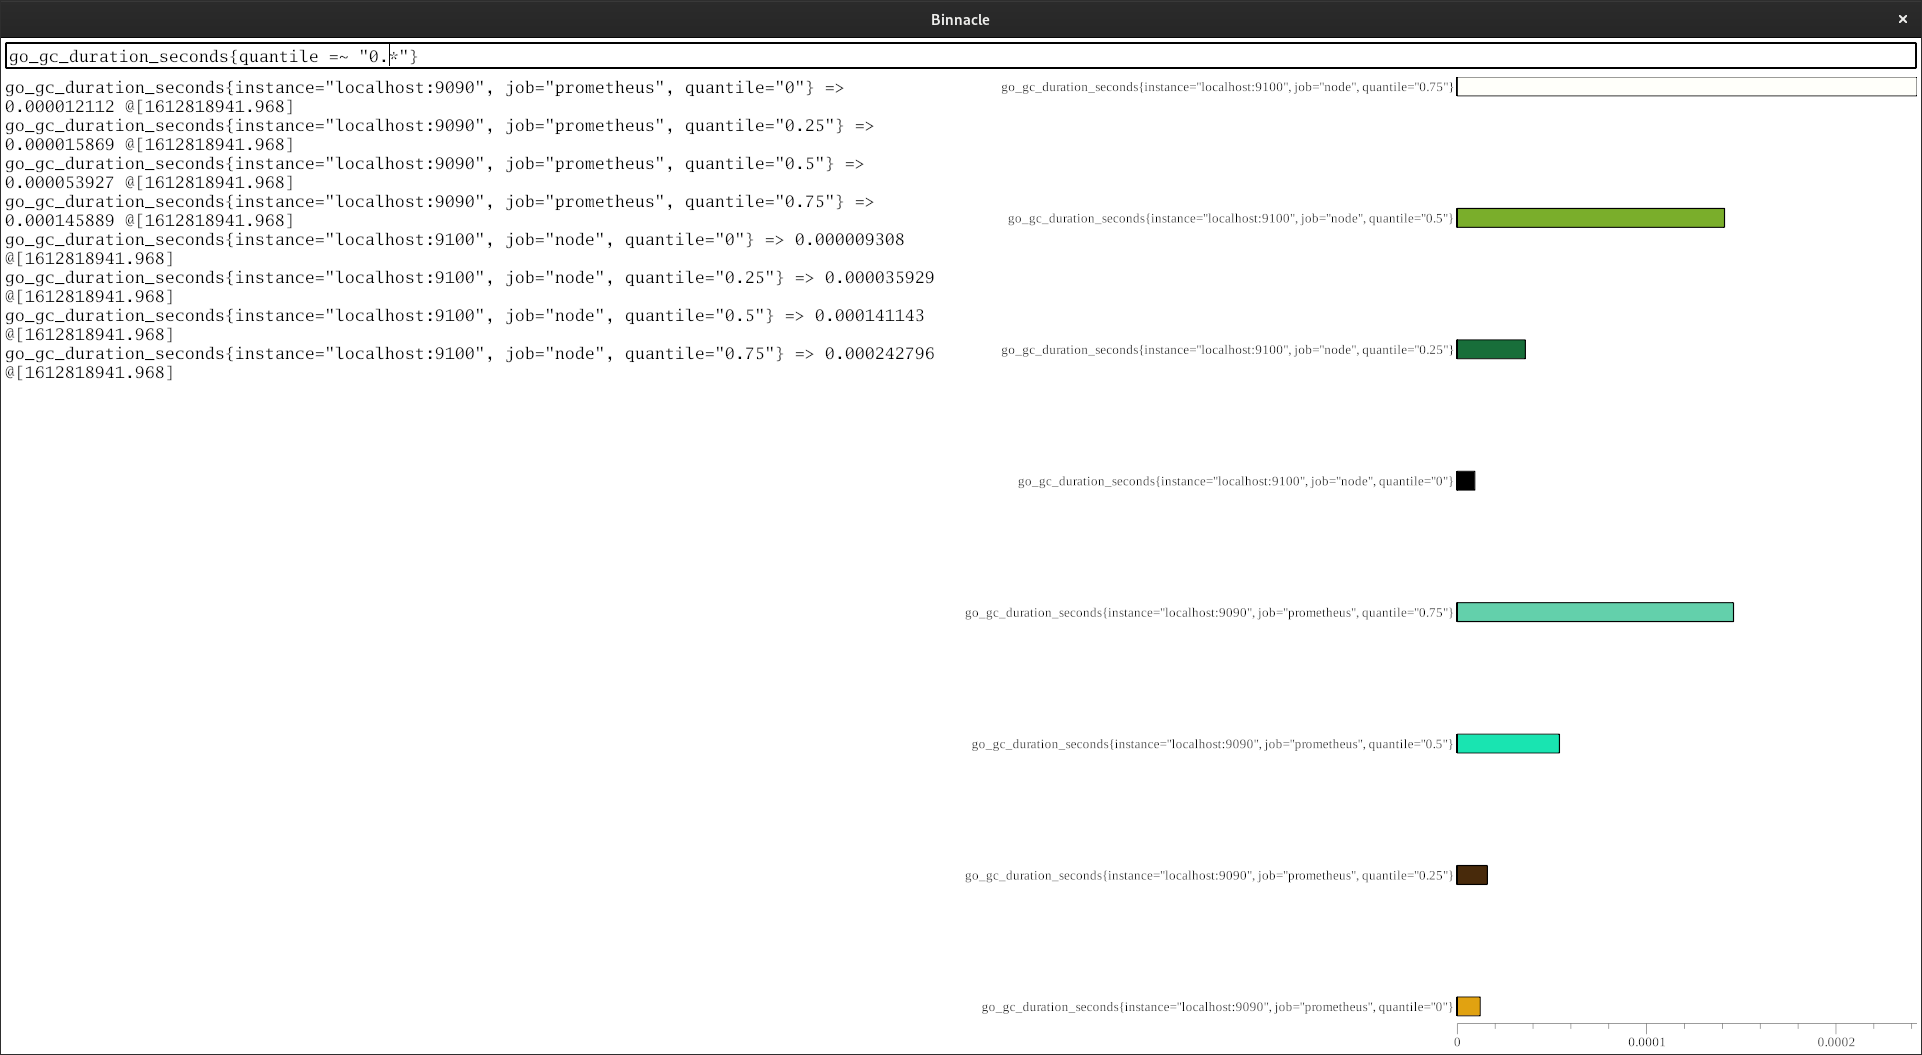 Binnacle
×
go_gc_duration_seconds{quantile =~ "0.*"}
go_gc_duration_seconds{instance="localhost:9090", job="prometheus", quantile="0"} =>
0.000012112 @[1612818941.968]
go_gc_duration_seconds{instance="localhost:9090", job="prometheus", quantile="0.25"} =>
0.000015869 @[1612818941.968]
go_gc_duration_seconds{instance="localhost:9090", job="prometheus", quantile="0.5"} =>
0.000053927 @[1612818941.968]
go_gc_duration_seconds{instance="localhost:9090", job="prometheus", quantile="0.75"} =>
0.000145889 @[1612818941.968]
go_gc_duration_seconds{instance="localhost:9100", job="node", quantile="0"} => 0.000009308
@[1612818941.968]
go_gc_duration_seconds{instance="localhost:9100", job="node", quantile="0.25"} => 0.000035929
@[1612818941.968]
go_gc_duration_seconds{instance="localhost:9100", job="node", quantile="0.5"} => 0.000141143
@[1612818941.968]
go_gc_duration_seconds{instance="localhost:9100", job="node", quantile="0.75"} => 0.000242796
@[1612818941.968]
go_gc_duration_seconds{instance="localhost:9100", job="node", quantile="0.75"}
go_gc_duration_seconds{instance="localhost:9100", job="node", quantile="0.5"}
go_gc_duration_seconds{instance="localhost:9100", job="node", quantile="0.25"}
go_gc_duration_seconds{instance="localhost:9100", job="node", quantile="0"}
go_gc_duration_seconds{instance="localhost:9090", job="prometheus", quantile="0.75"}
go_gc_duration_seconds{instance="localhost:9090", job="prometheus", quantile="0.5"}
go_gc_duration_seconds{instance="localhost:9090", job="prometheus", quantile="0.25"}
go_gc_duration_seconds{instance="localhost:9090", job="prometheus", quantile="0"}
0 0.0001 0.0002